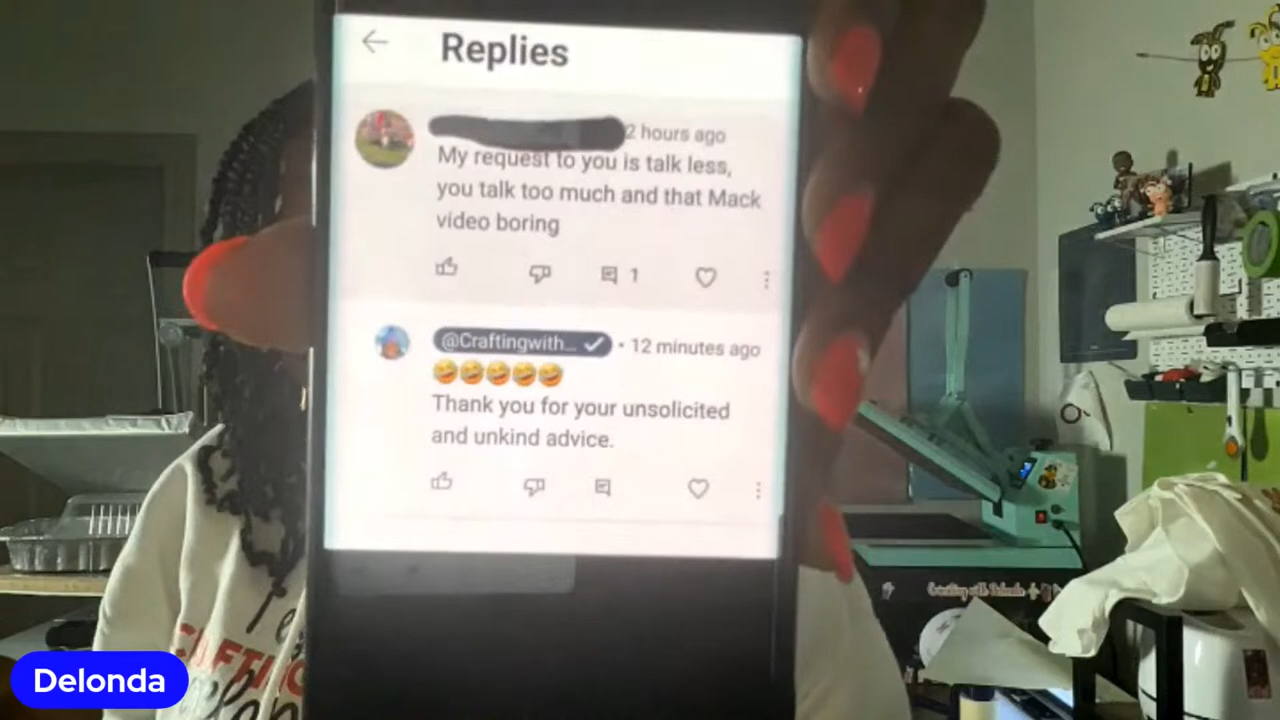 Replies
2 hours ago
My request to you is talk less,
you talk too much and that Mack
video boring
1
@Craftingwith... • 12 minutes ago
🤣🤣🤣🤣🤣
Thank you for your unsolicited
and unkind advice.
Delonda